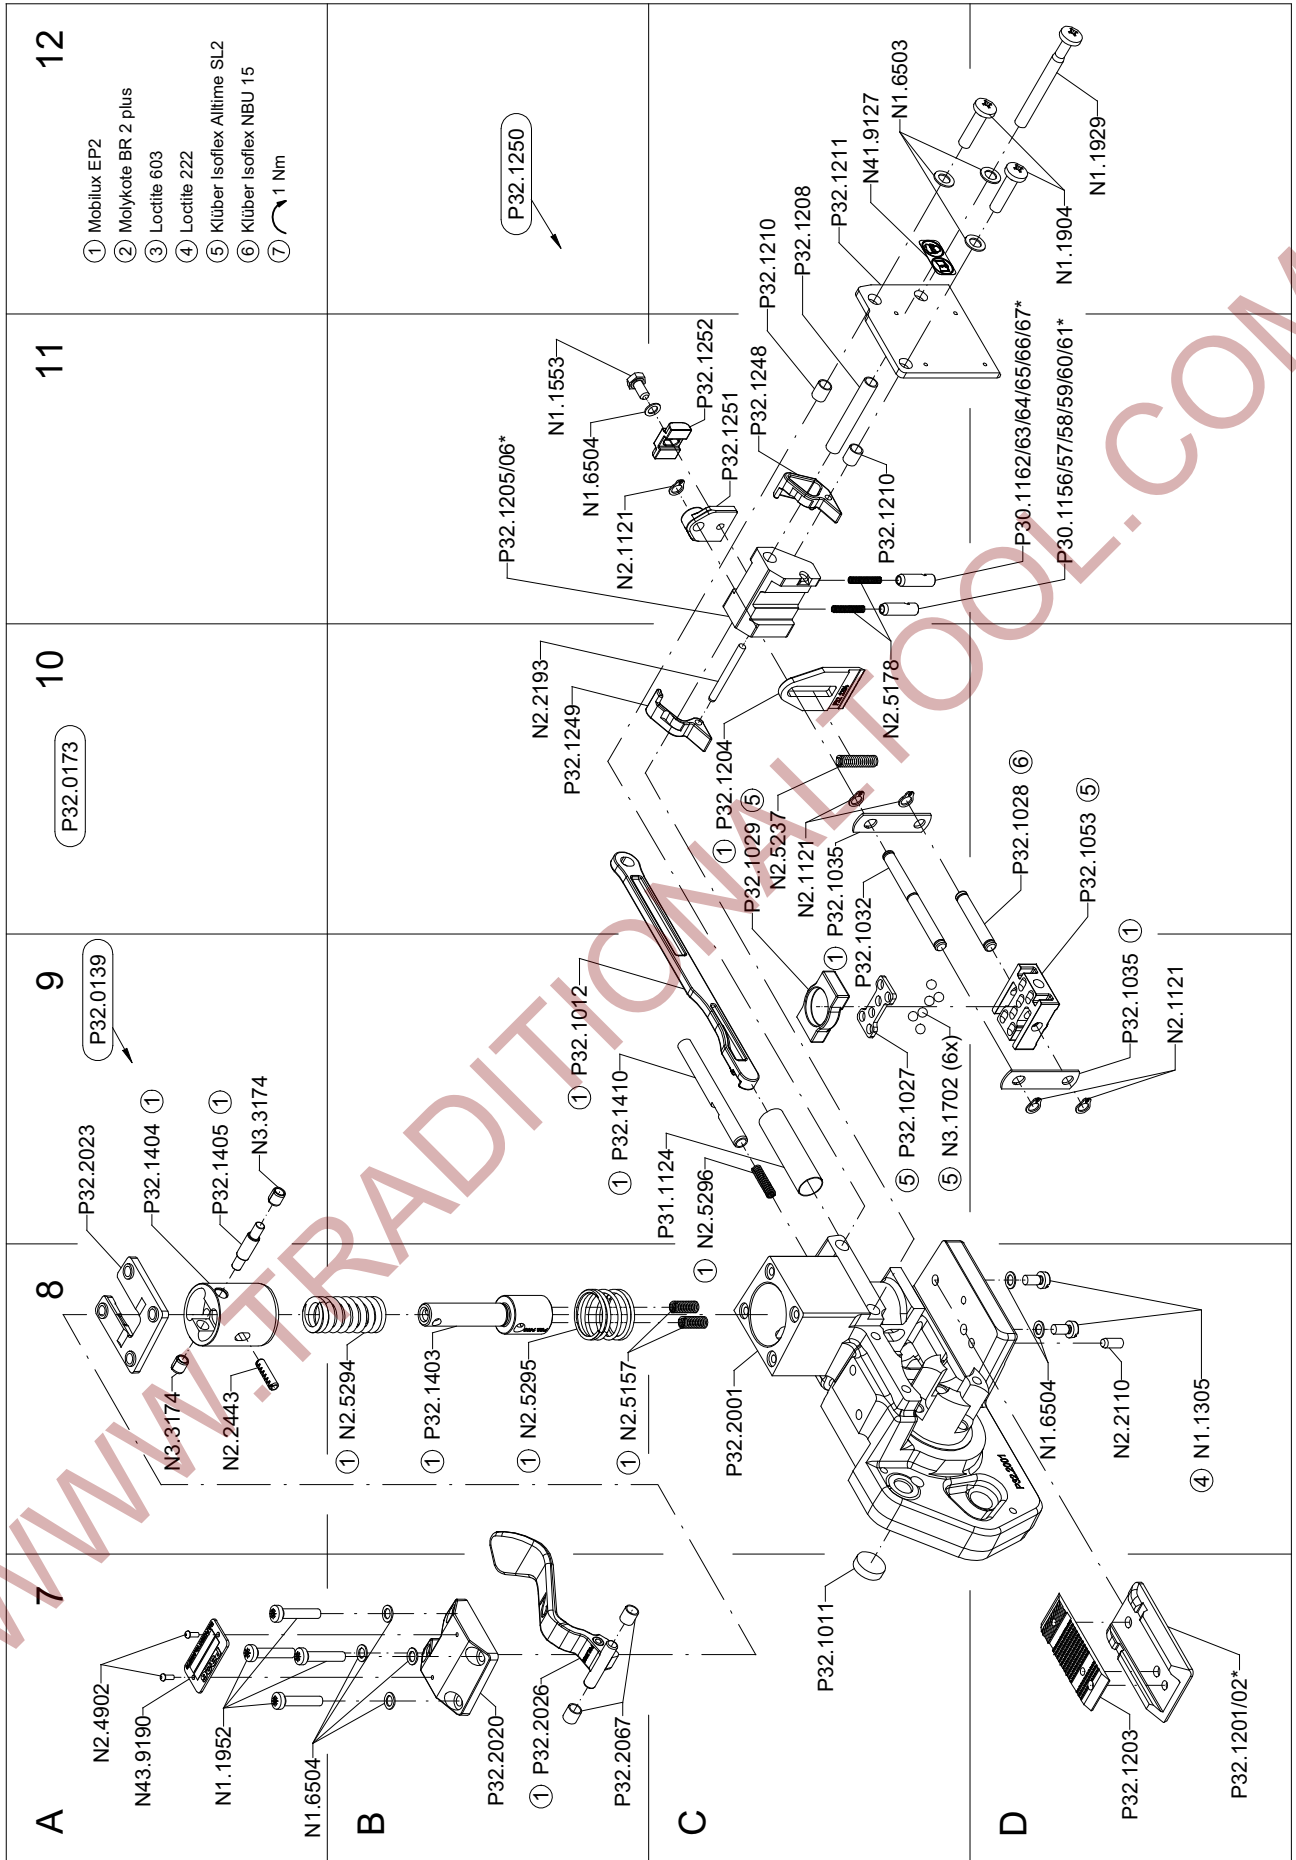 7
8
9
10
11
12
A
B
C
D
① Mobilux EP2
② Molykote BR 2 plus
③ Loctite 603
④ Loctite 222
⑤ Klüber Isoflex Alltime SL2
⑥ Klüber Isoflex NBU 15
⑦ 1 Nm
P32.0173
P32.0139
P32.1250
N2.4902
N43.9190
N1.1952
N1.6504
P32.2020
① P32.2026
P32.2067
P32.1011
P32.1203
P32.1201/02*
P32.2023
P32.1404 ①
P32.1405 ①
N3.3174
N3.3174
N2.2443
① N2.5294
① P32.1403
① N2.5295
① N2.5157
P32.2001
P32.2001
N1.6504
N2.2110
④ N1.1305
① P32.1012
① P32.1410
P31.1124
① N2.5296
⑤ P32.1027
⑤ N3.1702 (6x)
P32.1035 ①
N2.1121
N2.2193
P32.1249
① P32.1204
P32.1029 ⑤
N2.5237
N2.1121
① P32.1035
P32.1032
N2.5178
P32.1028 ⑥
P32.1053 ⑤
N1.1553
N1.6504
N2.1121
P32.1205/06*
P32.1252
P32.1251
P32.1248
P32.1210
P32.1210
P32.1208
P32.1211
N41.9127
N1.6503
N1.1904
N1.1929
P30.1162/63/64/65/66/67*
P30.1156/57/58/59/60/61*
WWW.TRADITIONALTOOL.COM